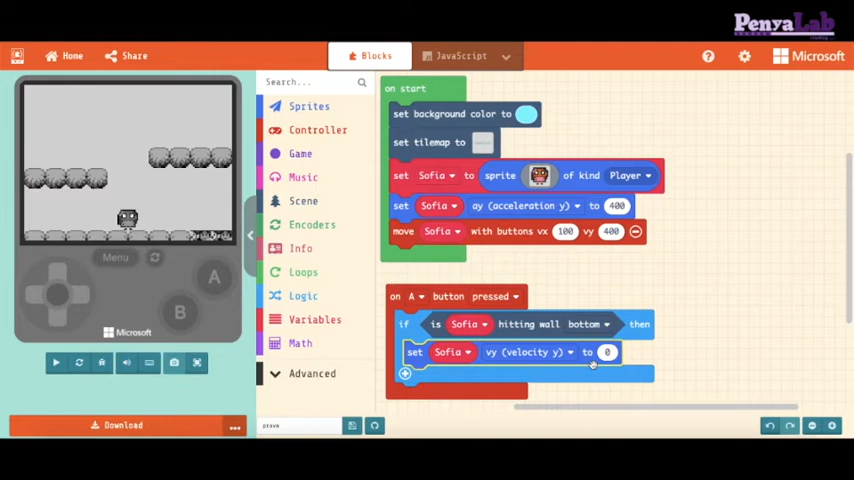 PenyaLab
Home
Share
Blocks
JavaScript
Microsoft
Search...
Sprites
Controller
Game
Music
Scene
Encoders
Info
Loops
Logic
Variables
Math
Advanced
Menu
A
B
Microsoft
Download
...
on start
set background color to
set tilemap to
set Sofia to sprite of kind Player
set Sofia ay (acceleration y) to 400
move Sofia with buttons vx 100 vy 400
on A button pressed
if is Sofia hitting wall bottom then
set Sofia vy (velocity y) to 0
prova